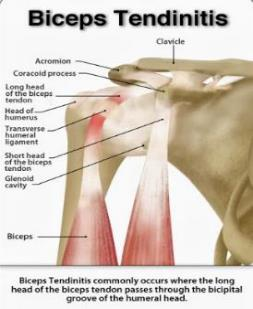 Biceps Tendinitis
Clavicle
Acromion
Coracoid process
Long head
of the biceps
tendon
Head of
humerus
Transverse
humeral
ligament
Short head
of the biceps
tendon
Glenoid
cavity
Biceps
Biceps Tendinitis commonly occurs where the long
head of the biceps tendon passes through the bicipital
groove of the humeral head.